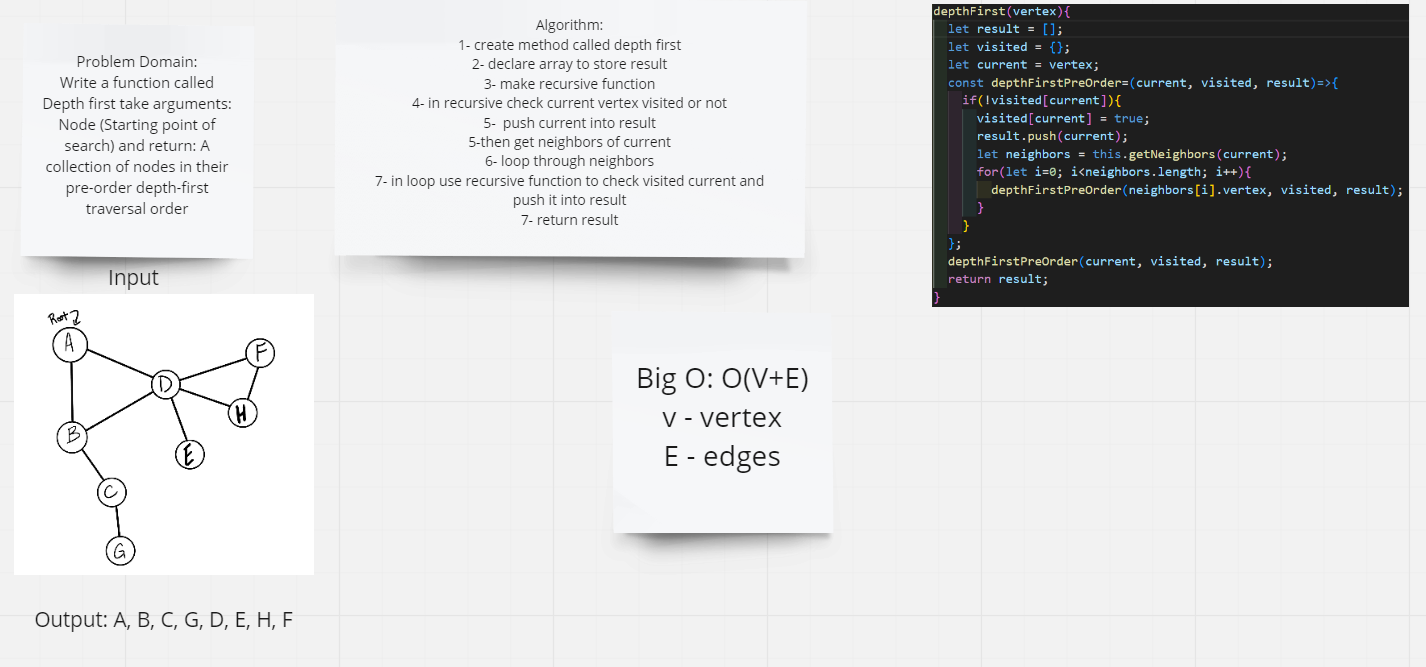 Problem Domain:
Write a function called
Depth first take arguments:
Node (Starting point of
search) and return: A
collection of nodes in their
pre-order depth-first
traversal order
Algorithm:
1- create method called depth first
2- declare array to store result
3- make recursive function
4- in recursive check current vertex visited or not
5-  push current into result
5-then get neighbors of current
6- loop through neighbors
7- in loop use recursive function to check visited current and
push it into result
7- return result
depthFirst(vertex){
let result = [];
let visited = {};
let current = vertex;
const depthFirstPreOrder=(current, visited, result)=>{
if(!visited[current]){
visited[current] = true;
result.push(current);
let neighbors = this.getNeighbors(current);
for(let i=0; i<neighbors.length; i++){
depthFirstPreOrder(neighbors[i].vertex, visited, result);
}
}
};
depthFirstPreOrder(current, visited, result);
return result;
}
Input
Root
A
F
D
H
B
E
C
G
Big O: O(V+E)
v - vertex
E - edges
Output: A, B, C, G, D, E, H, F